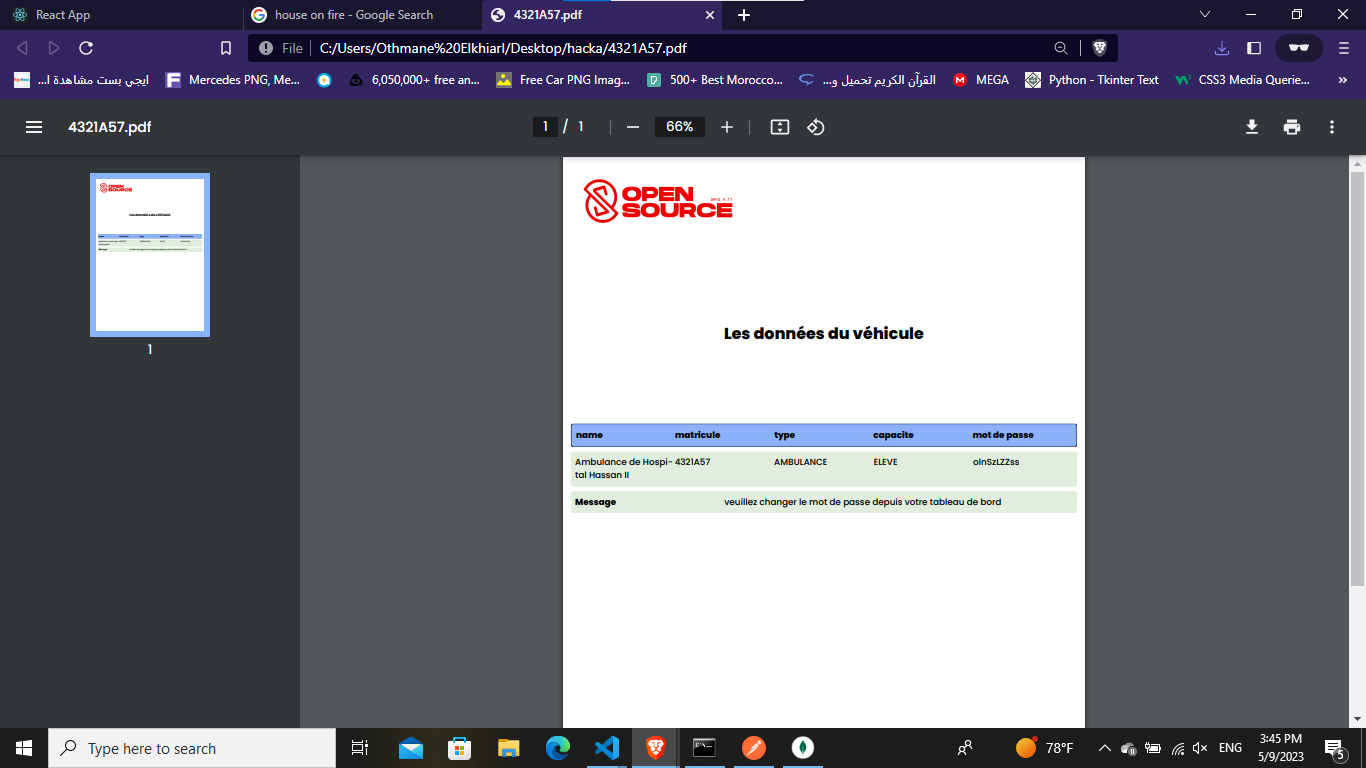 React App
house on fire - Google Search
4321A57.pdf
File
C:/Users/Othmane%20Elkhiarl/Desktop/hacka/4321A57.pdf
ايجي بست مشاهدة ا...
Mercedes PNG, Me...
6,050,000+ free an...
Free Car PNG Imag...
500+ Best Morocco...
القرآن الكريم تحميل و...
MEGA
Python - Tkinter Text
CSS3 Media Querie...
4321A57.pdf
1 / 1
66%
OPEN
SOURCE
Les données du véhicule
name matricule type capacite mot de passe
Ambulance de Hospi- 4321A57 AMBULANCE ELEVE olnSzLZZss
tal Hassan II
Message veuillez changer le mot de passe depuis votre tableau de bord
1
Type here to search
78°F
ENG
3:45 PM
5/9/2023
5